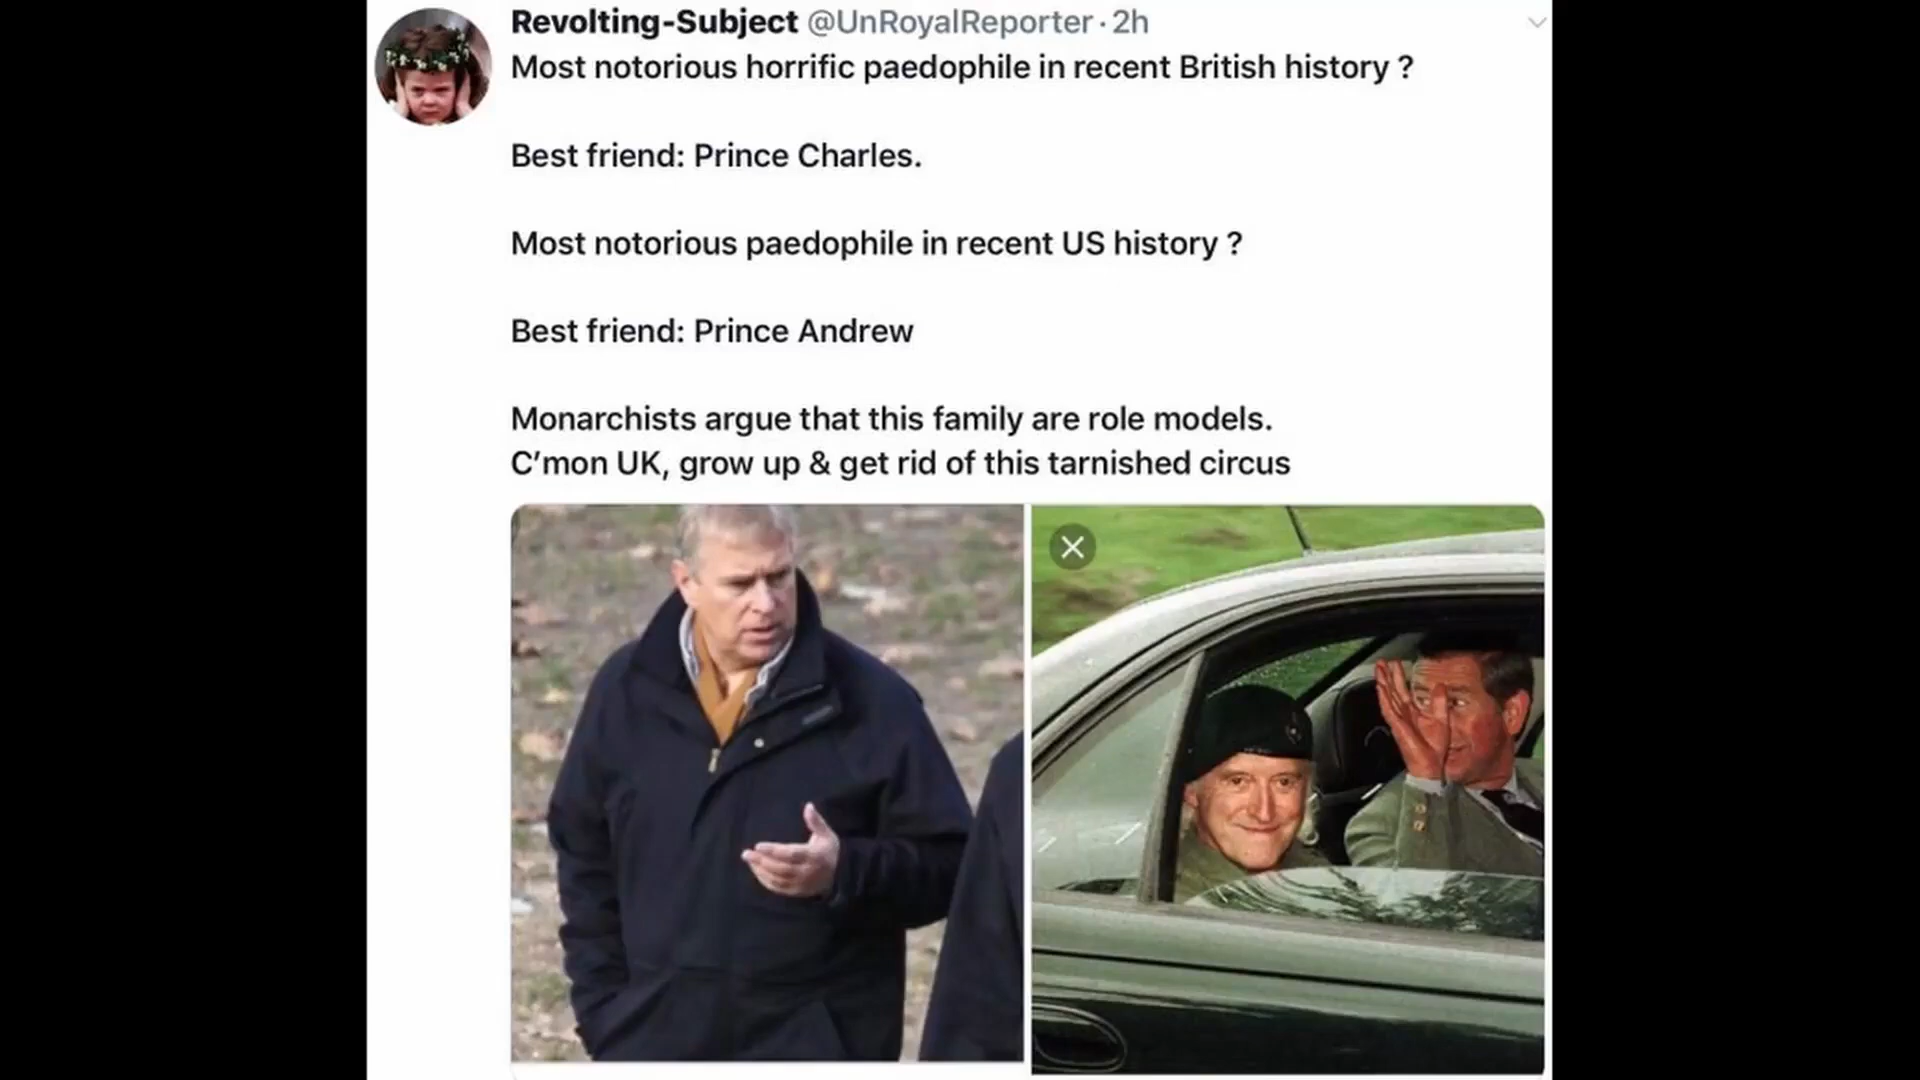 Revolting-Subject @UnRoyalReporter · 2h
Most notorious horrific paedophile in recent British history ?
Best friend: Prince Charles.
Most notorious paedophile in recent US history ?
Best friend: Prince Andrew
Monarchists argue that this family are role models.
C’mon UK, grow up & get rid of this tarnished circus